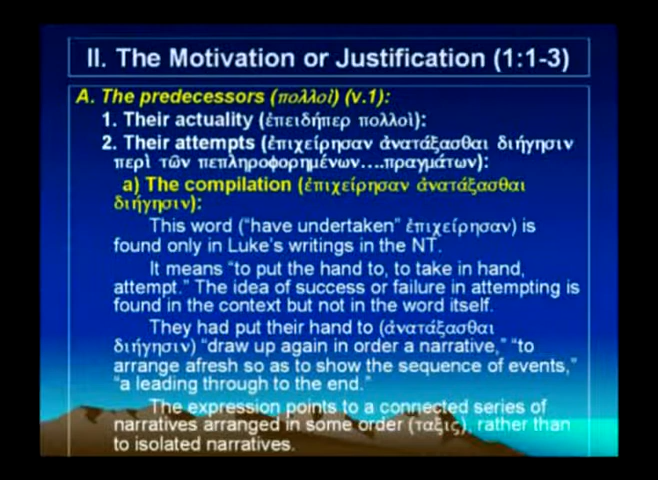 II. The Motivation or Justification (1:1-3)
A. The predecessors (πολλοὶ) (v.1):
1. Their actuality (ἐπειδήπερ πολλοὶ):
2. Their attempts (ἐπιχείρησαν ἀνατάξασθαι διήγησιν
περὶ τῶν πεπληροφορημένων....πραγμάτων):
a) The compilation (ἐπιχείρησαν ἀνατάξασθαι
διήγησιν):
This word (“have undertaken” ἐπιχείρησαν) is
found only in Luke’s writings in the NT.
It means “to put the hand to, to take in hand,
attempt.” The idea of success or failure in attempting is
found in the context but not in the word itself.
They had put their hand to (ἀνατάξασθαι
διήγησιν) “draw up again in order a narrative,” “to
arrange afresh so as to show the sequence of events,”
“a leading through to the end.”
The expression points to a connected series of
narratives arranged in some order (ταξις), rather than
to isolated narratives.